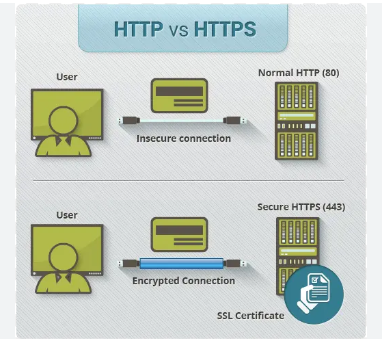 HTTP vs HTTPS
User
Normal HTTP (80)
Insecure connection
User
Secure HTTPS (443)
Encrypted Connection
SSL Certificate